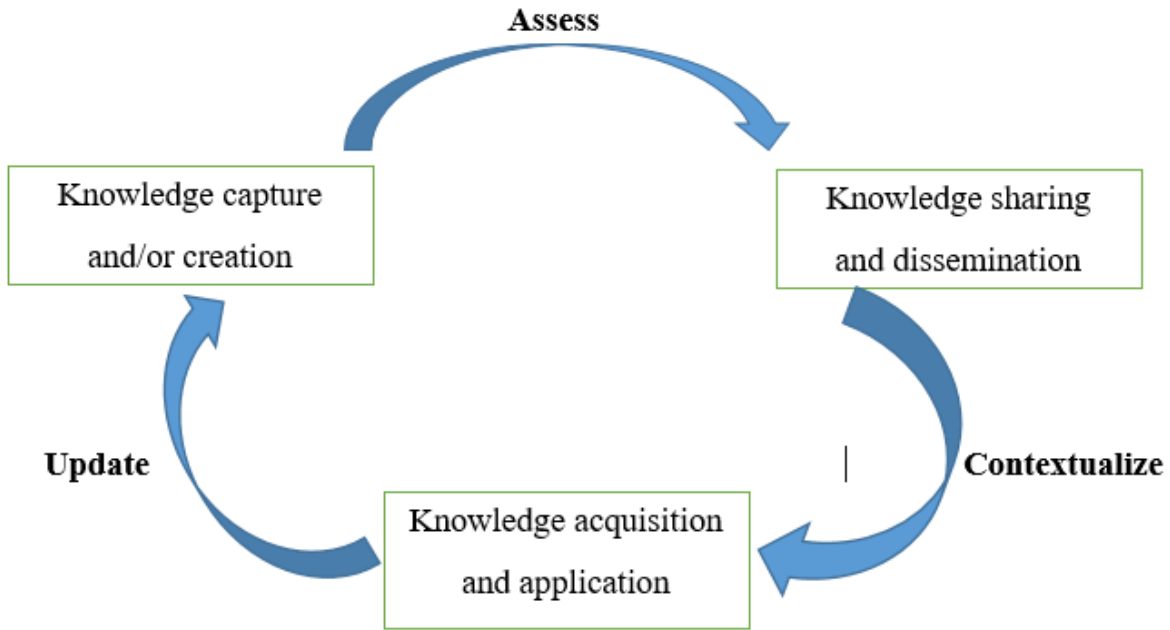 Assess
Knowledge capture
and/or creation
Knowledge sharing
and dissemination
Update
Contextualize
Knowledge acquisition
and application